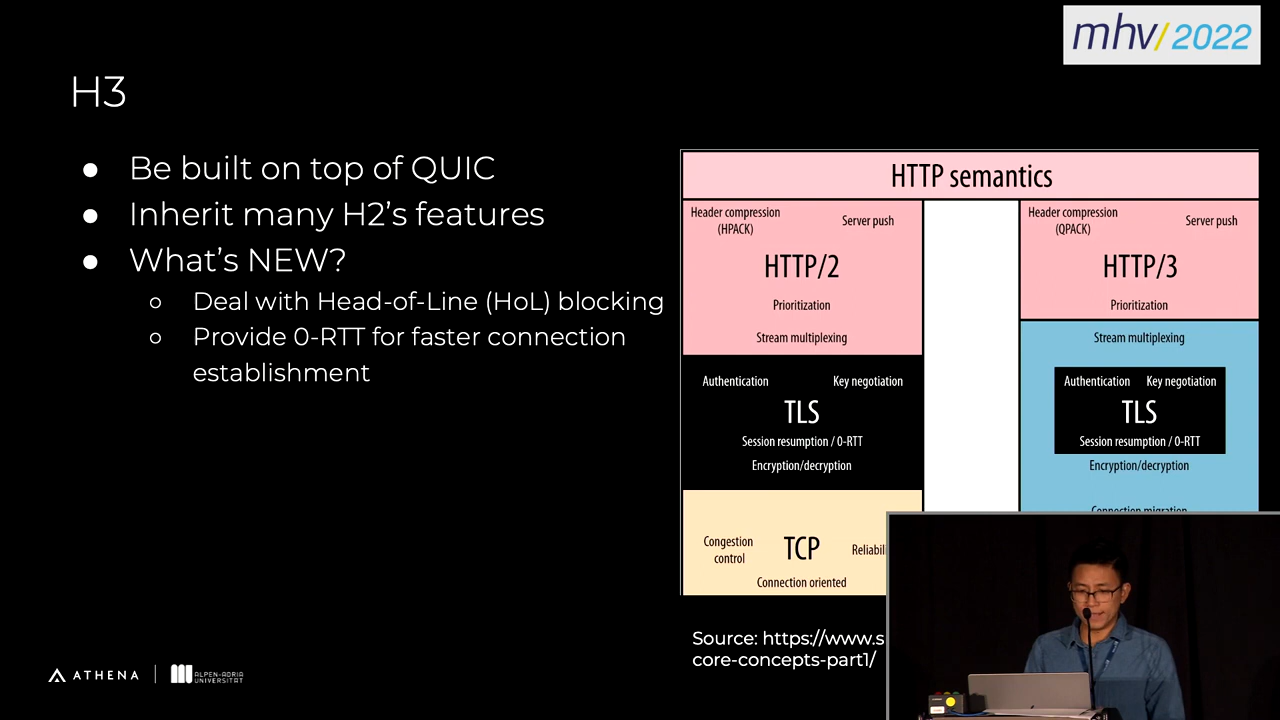 mhv/2022
H3
● Be built on top of QUIC
● Inherit many H2's features
● What's NEW?
○ Deal with Head-of-Line (HoL) blocking
○ Provide 0-RTT for faster connection
establishment
HTTP semantics
Header compression
(HPACK)
Server push
HTTP/2
Prioritization
Stream multiplexing
Authentication
Key negotiation
TLS
Session resumption / 0-RTT
Encryption/decryption
Congestion
control
TCP
Connection oriented
Header compression
(QPACK)
Server push
HTTP/3
Prioritization
Stream multiplexing
Authentication
Key negotiation
TLS
Session resumption / 0-RTT
Encryption/decryption
Connection migration
Source: https://www.s
core-concepts-part1/
ATHENA
ALPEN-ADRIA
UNIVERSITÄT